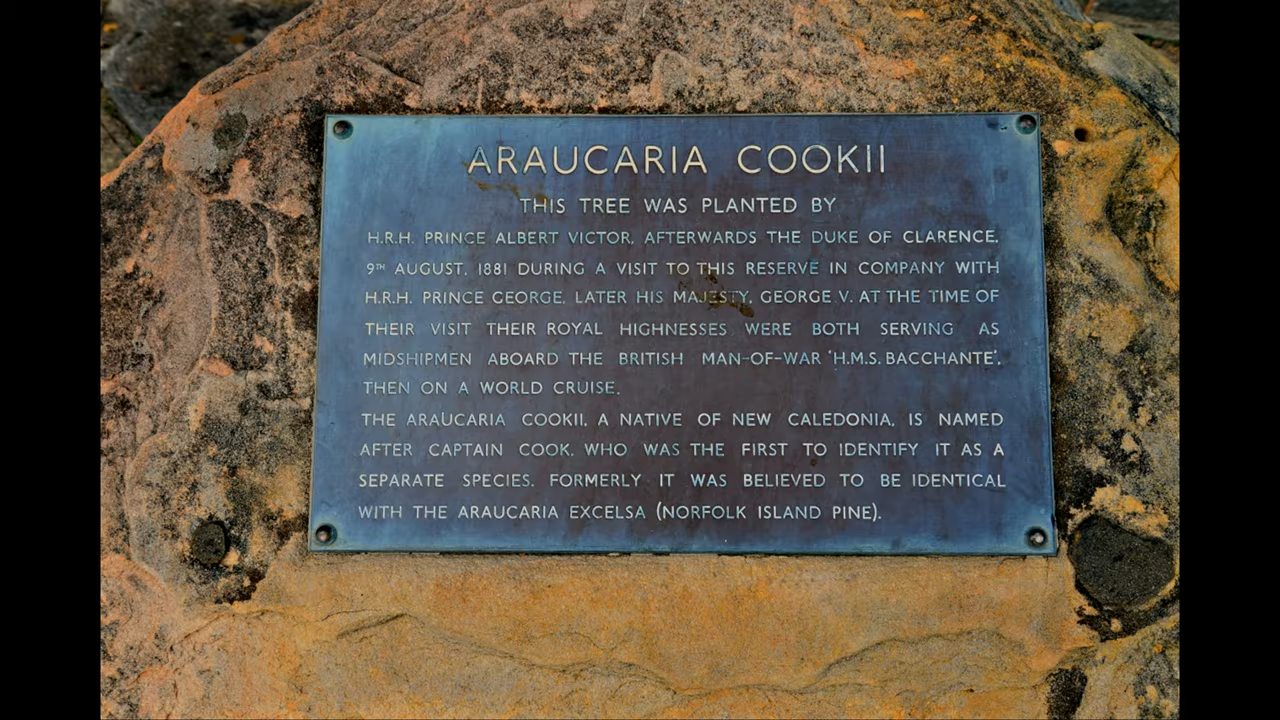 ARAUCARIA COOKII
THIS TREE WAS PLANTED BY
H.R.H. PRINCE ALBERT VICTOR, AFTERWARDS THE DUKE OF CLARENCE,
9TH AUGUST, 1881 DURING A VISIT TO THIS RESERVE IN COMPANY WITH
H.R.H. PRINCE GEORGE, LATER HIS MAJESTY, GEORGE V. AT THE TIME OF
THEIR VISIT THEIR ROYAL HIGHNESSES WERE BOTH SERVING AS
MIDSHIPMEN ABOARD THE BRITISH MAN-OF-WAR 'H.M.S. BACCHANTE',
THEN ON A WORLD CRUISE.
THE ARAUCARIA COOKII, A NATIVE OF NEW CALEDONIA, IS NAMED
AFTER CAPTAIN COOK, WHO WAS THE FIRST TO IDENTIFY IT AS A
SEPARATE SPECIES. FORMERLY IT WAS BELIEVED TO BE IDENTICAL
WITH THE ARAUCARIA EXCELSA (NORFOLK ISLAND PINE).